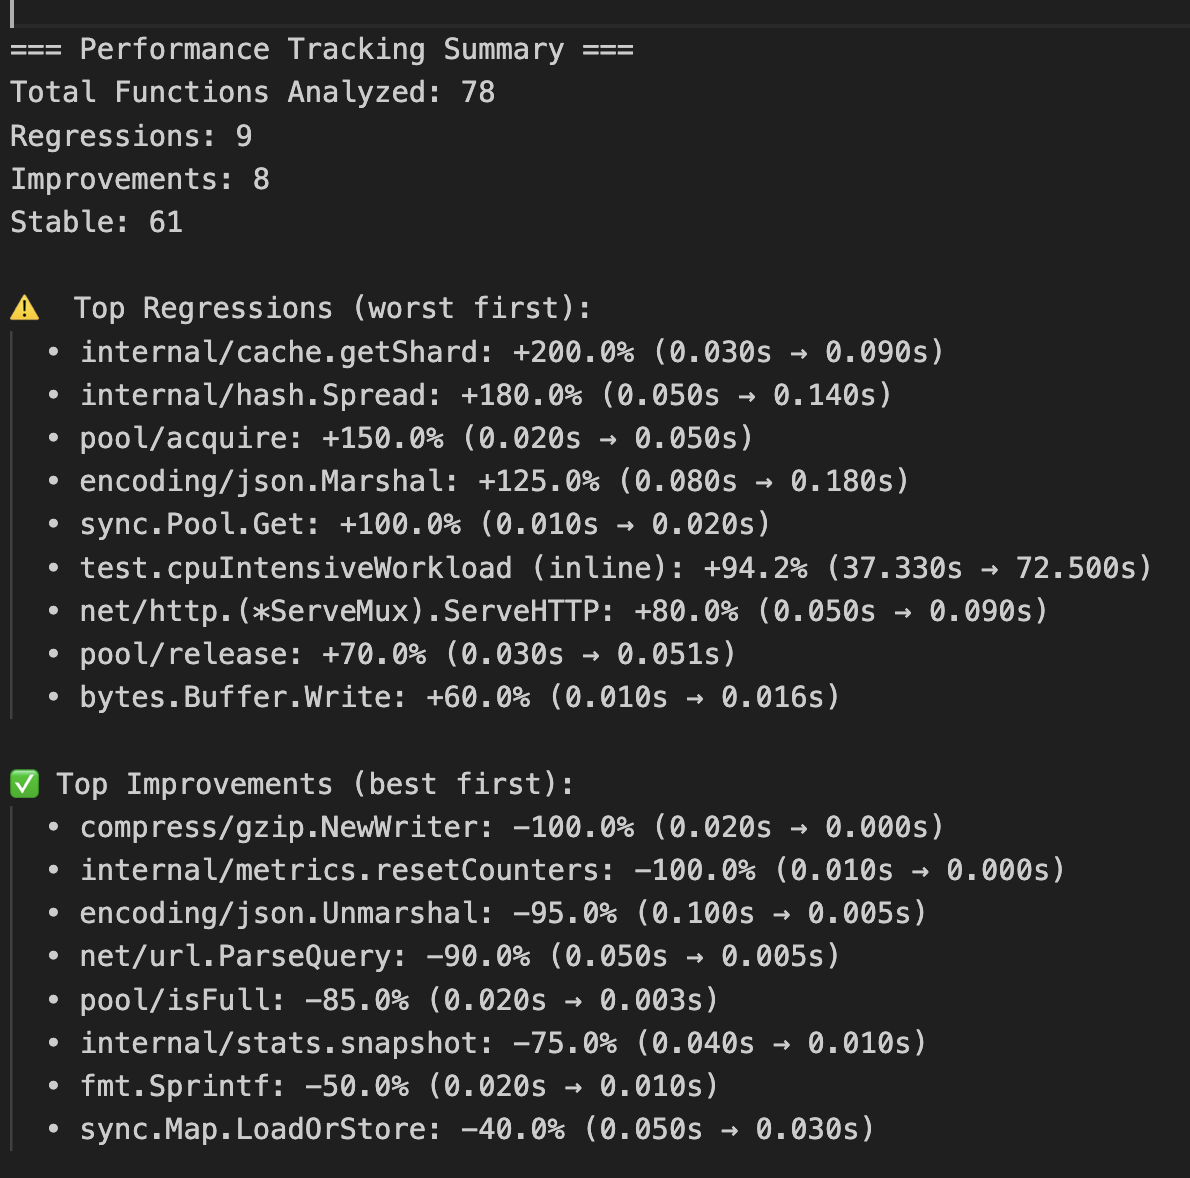 === Performance Tracking Summary ===
Total Functions Analyzed: 78
Regressions: 9
Improvements: 8
Stable: 61
⚠️  Top Regressions (worst first):
• internal/cache.getShard: +200.0% (0.030s → 0.090s)
• internal/hash.Spread: +180.0% (0.050s → 0.140s)
• pool/acquire: +150.0% (0.020s → 0.050s)
• encoding/json.Marshal: +125.0% (0.080s → 0.180s)
• sync.Pool.Get: +100.0% (0.010s → 0.020s)
• test.cpuIntensiveWorkload (inline): +94.2% (37.330s → 72.500s)
• net/http.(*ServeMux).ServeHTTP: +80.0% (0.050s → 0.090s)
• pool/release: +70.0% (0.030s → 0.051s)
• bytes.Buffer.Write: +60.0% (0.010s → 0.016s)
✅ Top Improvements (best first):
• compress/gzip.NewWriter: -100.0% (0.020s → 0.000s)
• internal/metrics.resetCounters: -100.0% (0.010s → 0.000s)
• encoding/json.Unmarshal: -95.0% (0.100s → 0.005s)
• net/url.ParseQuery: -90.0% (0.050s → 0.005s)
• pool/isFull: -85.0% (0.020s → 0.003s)
• internal/stats.snapshot: -75.0% (0.040s → 0.010s)
• fmt.Sprintf: -50.0% (0.020s → 0.010s)
• sync.Map.LoadOrStore: -40.0% (0.050s → 0.030s)